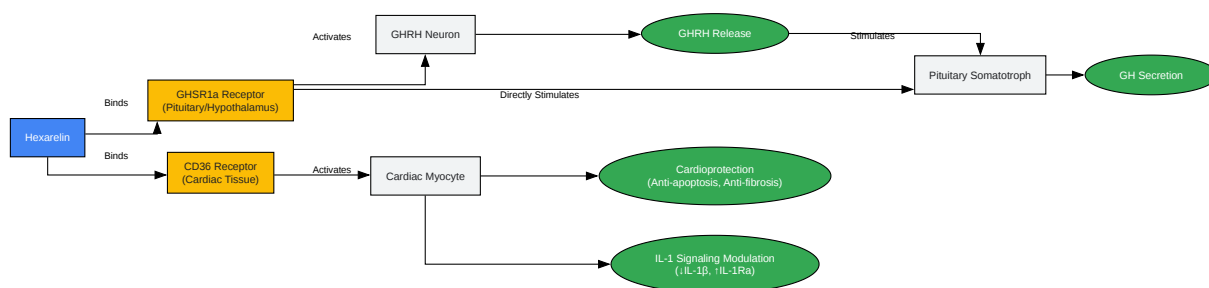 Activates
GHRH Neuron
GHRH Release
Stimulates
Pituitary Somatotroph
GH Secretion
Binds
GHSR1a Receptor
(Pituitary/Hypothalamus)
Directly Stimulates
Hexarelin
Binds
CD36 Receptor
(Cardiac Tissue)
Activates
Cardiac Myocyte
Cardioprotection
(Anti-apoptosis, Anti-fibrosis)
IL-1 Signaling Modulation
(↓IL-1β, ↑IL-1Ra)